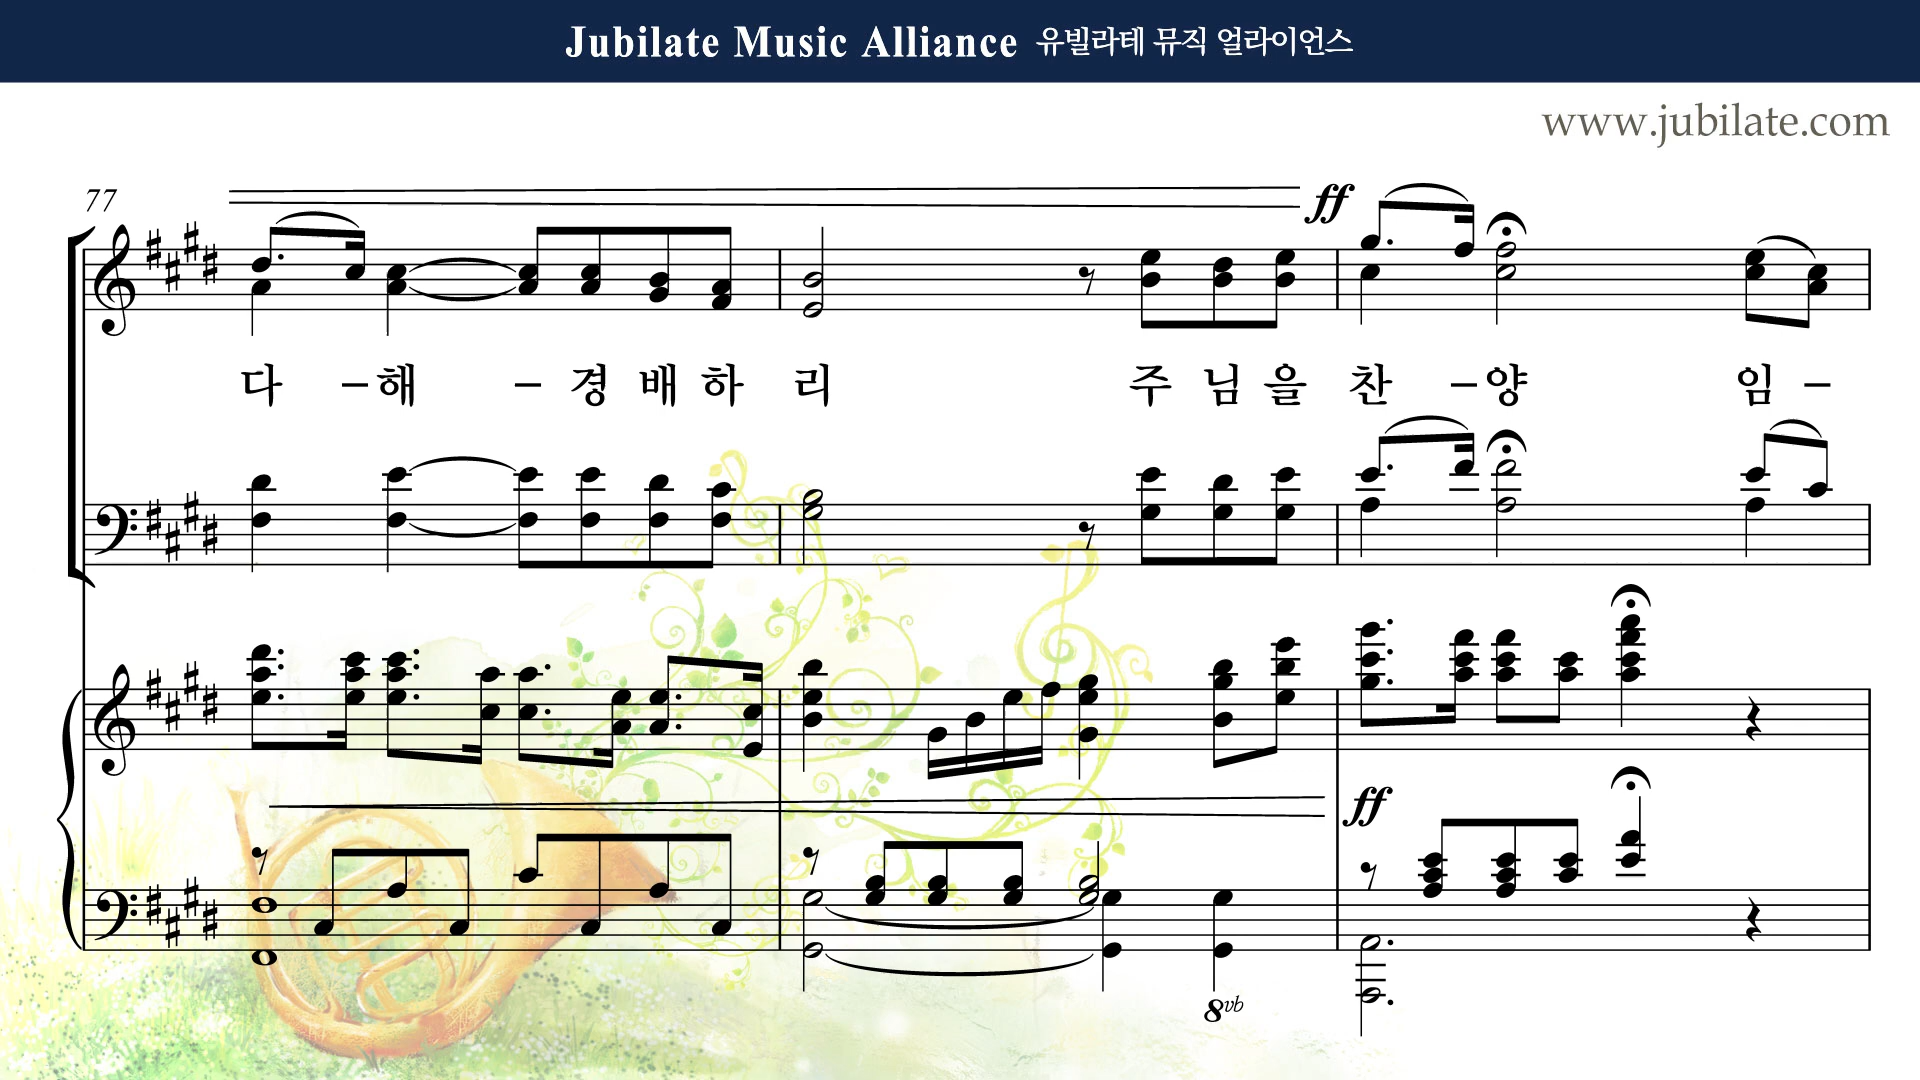 Jubilate Music Alliance 유빌라테 뮤직 얼라이언스
www.jubilate.com
77
ff
다 – 해 – 경 배 하 리 주 님 을 찬 – 양 임 –
ff
8vb